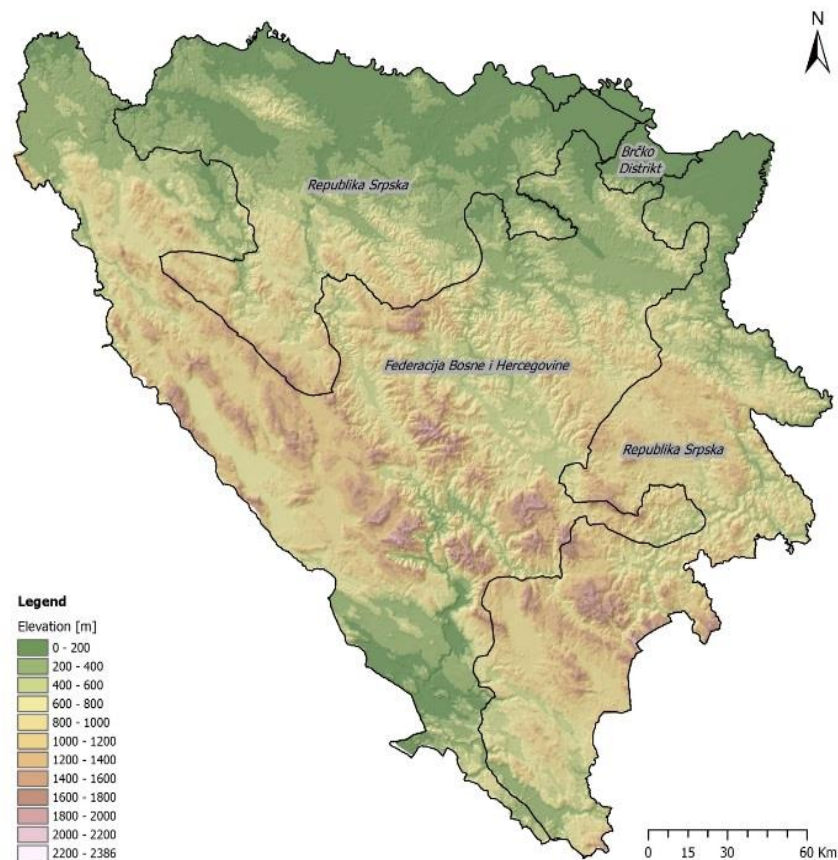 N
Brčko
Distrikt
Republika Srpska
Federacija Bosne i Hercegovine
Republika Srpska
Legend
Elevation [m]
0 - 200
200 - 400
400 - 600
600 - 800
800 - 1000
1000 - 1200
1200 - 1400
1400 - 1600
1600 - 1800
1800 - 2000
2000 - 2200
2200 - 2386
0 15 30 60 Km